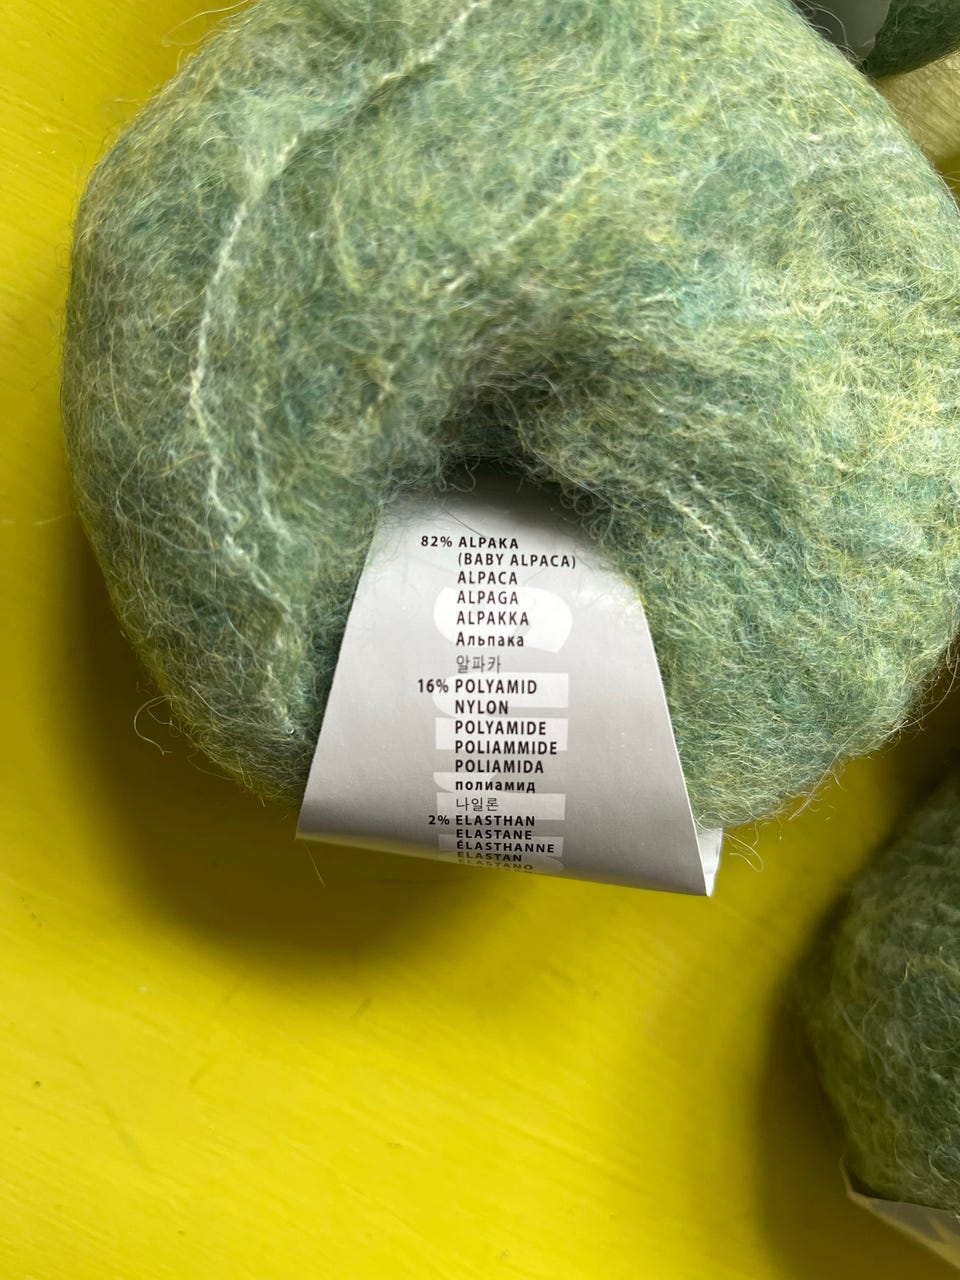 82% ALPAKA
(BABY ALPACA)
ALPACA
ALPAGA
ALPAKKA
Альпака
알파카
16% POLYAMID
NYLON
POLYAMIDE
POLIAMMIDE
POLIAMIDA
полиамид
나일론
2% ELASTHAN
ELASTANE
ÉLASTHANNE
ELASTAN
ELASTANO